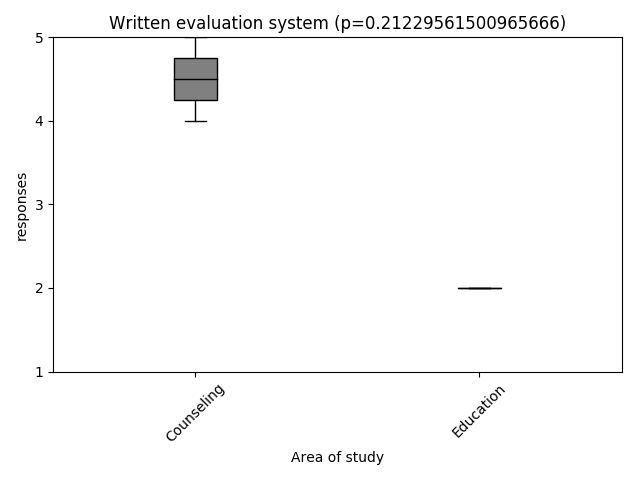 Written evaluation system (p=0.21229561500965666)
responses
5
4
3
2
1
Counseling
Education
Area of study